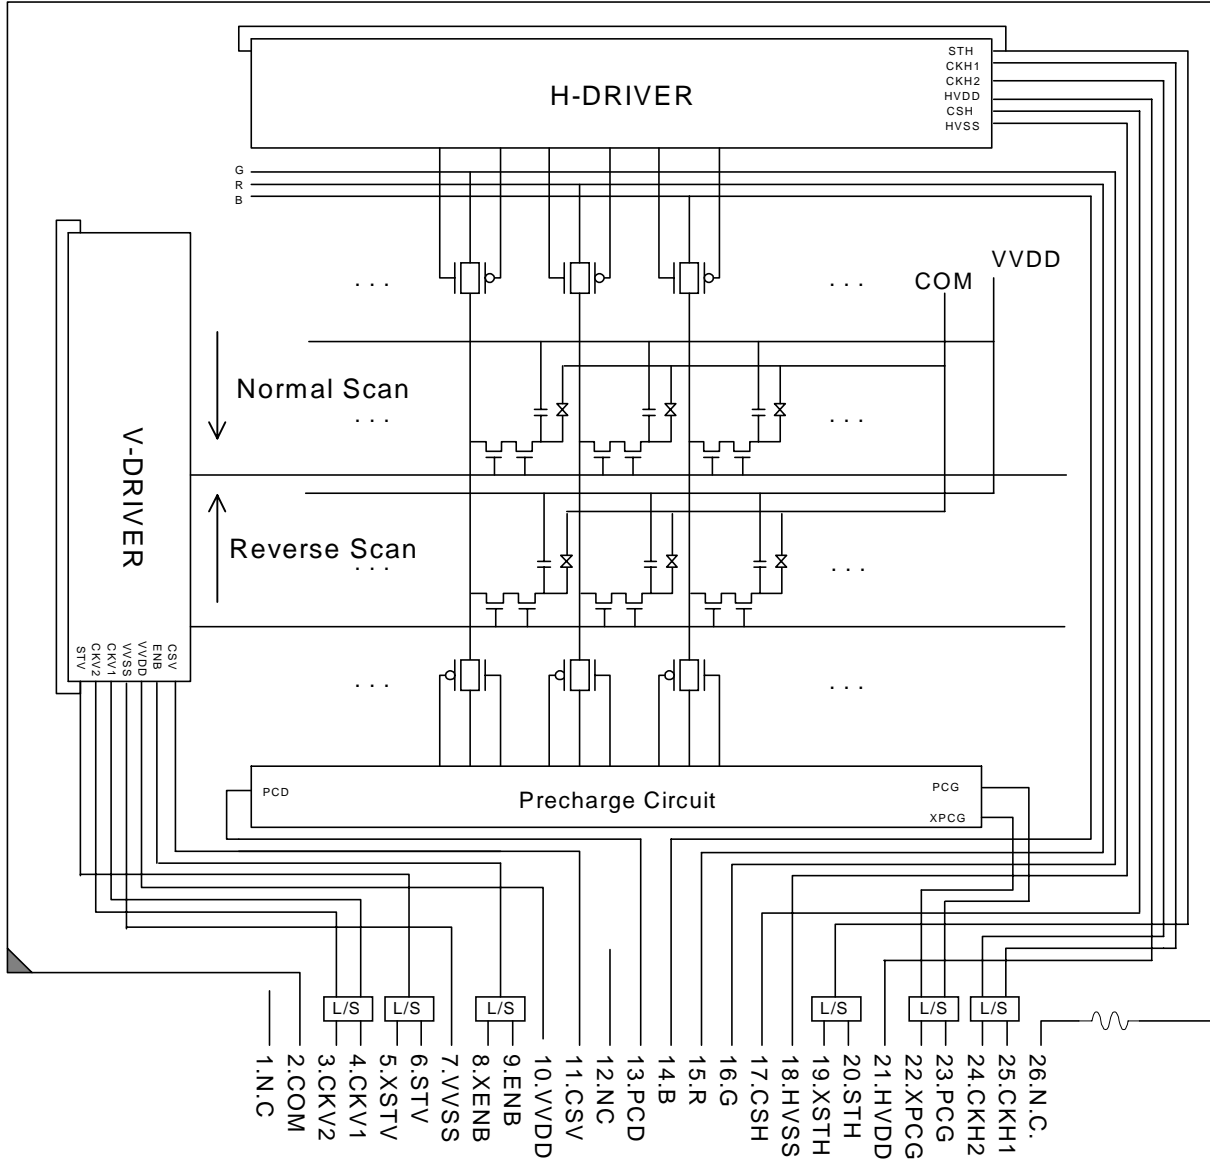 STH
CKH1
CKH2
HVDD
CSH
HVSS
H-DRIVER
G
R
B
VVDD
COM
. . .
. . .
Normal Scan
. . .
. . .
V-DRIVER
Reverse Scan
. . .
. . .
STV
CKV2
CKV1
VVSS
VVDD
ENB
CSV
. . .
. . .
PCD
Precharge Circuit
PCG
XPCG
L/S
L/S
L/S
L/S
L/S
L/S
1.N.C
2.COM
3.CKV2
4.CKV1
5.XSTV
6.STV
7.VVSS
8.XENB
9.ENB
10.VVDD
11.CSV
12.NC
13.PCD
14.B
15.R
16.G
17.CSH
18.HVSS
19.XSTH
20.STH
21.HVDD
22.XPCG
23.PCG
24.CKH2
25.CKH1
26.N.C.